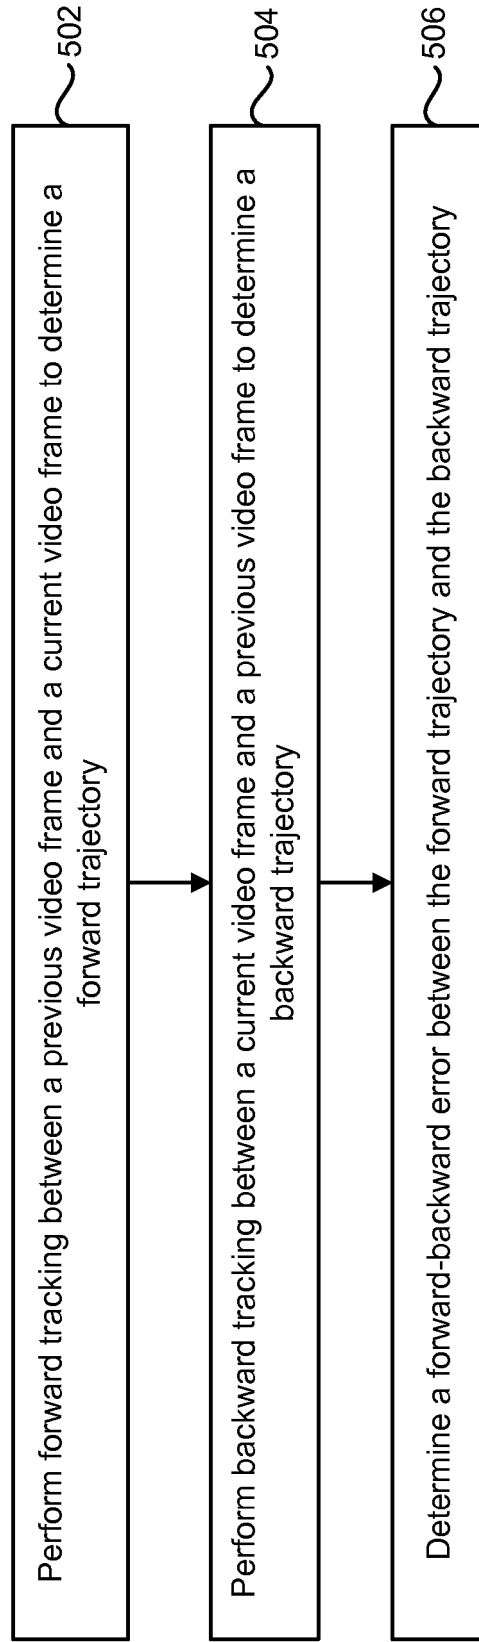 Perform forward tracking between a previous video frame and a current video frame to determine a
forward trajectory
502
Perform backward tracking between a current video frame and a previous video frame to determine a
backward trajectory
504
Determine a forward-backward error between the forward trajectory and the backward trajectory
506